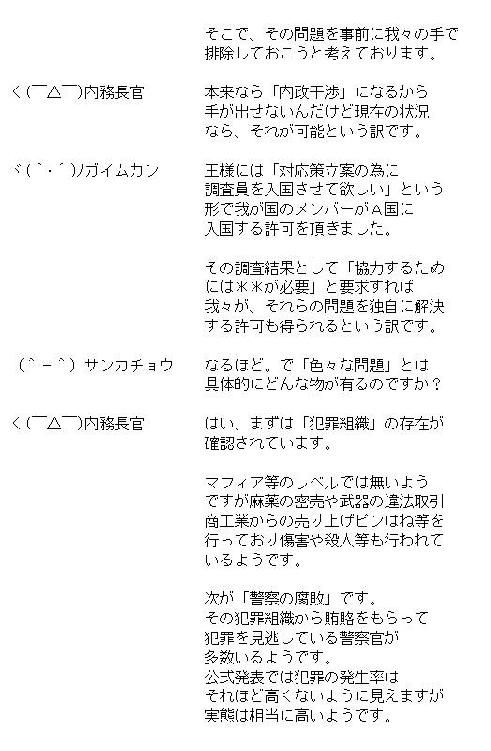 そこで、その問題を事前に我々の手で
排除しておこうと考えております。
く(￣△￣)内務長官 本来なら「内政干渉」になるから
手が出せないんだけど現在の状況
なら、それが可能という訳です。
ヾ(＾・＾)ノガイムカン 王様には「対応策立案の為に
調査員を入国させて欲しい」という
形で我が国のメンバーがＡ国に
入国する許可を頂きました。
その調査結果として「協力するため
には＊＊が必要」と要求すれば
我々が、それらの問題を独自に解決
する許可も得られるという訳です。
（＾－＾）サンカチョウ なるほど。で「色々な問題」とは
具体的にどんな物が有るのですか？
く(￣△￣)内務長官 はい、まずは「犯罪組織」の存在が
確認されています。
マフィア等のレベルでは無いよう
ですが麻薬の密売や武器の違法取引
商工業からの売り上げピンはね等を
行っており傷害や殺人等も行われて
いるようです。
次が「警察の腐敗」です。
その犯罪組織から賄賂をもらって
犯罪を見逃している警察官が
多数いるようです。
公式発表では犯罪の発生率は
それほど高くないように見えますが
実態は相当に高いようです。